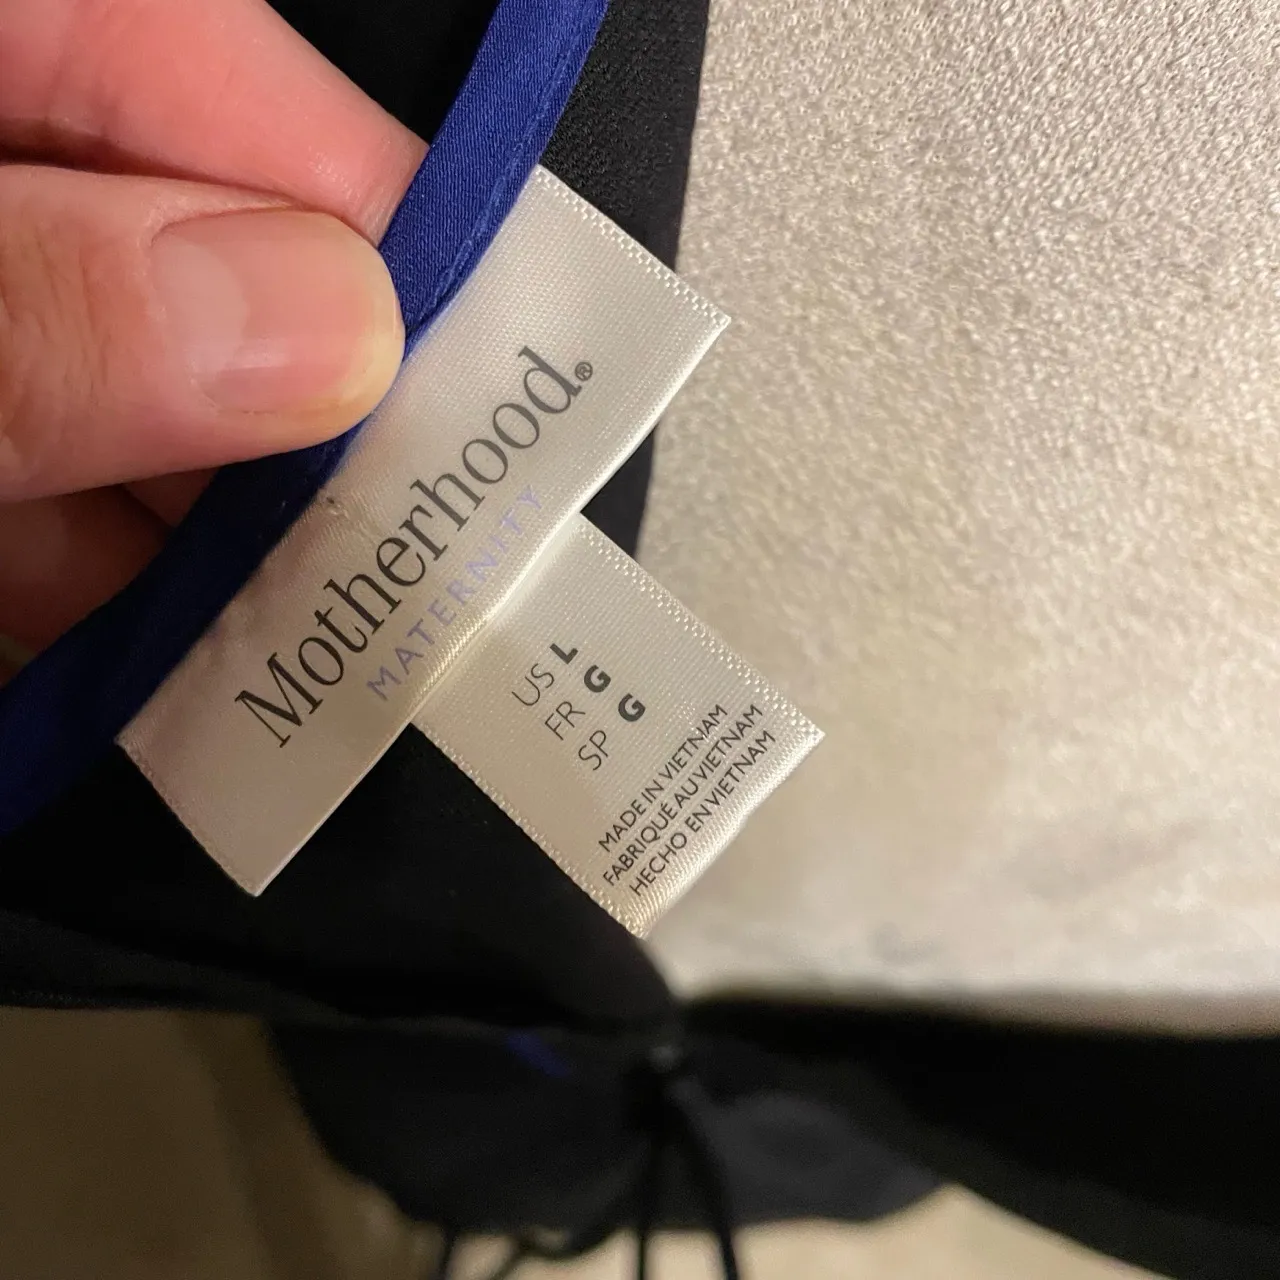 Motherhood®
MATERNITY
US L
FR G
SP G
MADE IN VIETNAM
FABRIQUÉ AU VIETNAM
HECHO EN VIETNAM